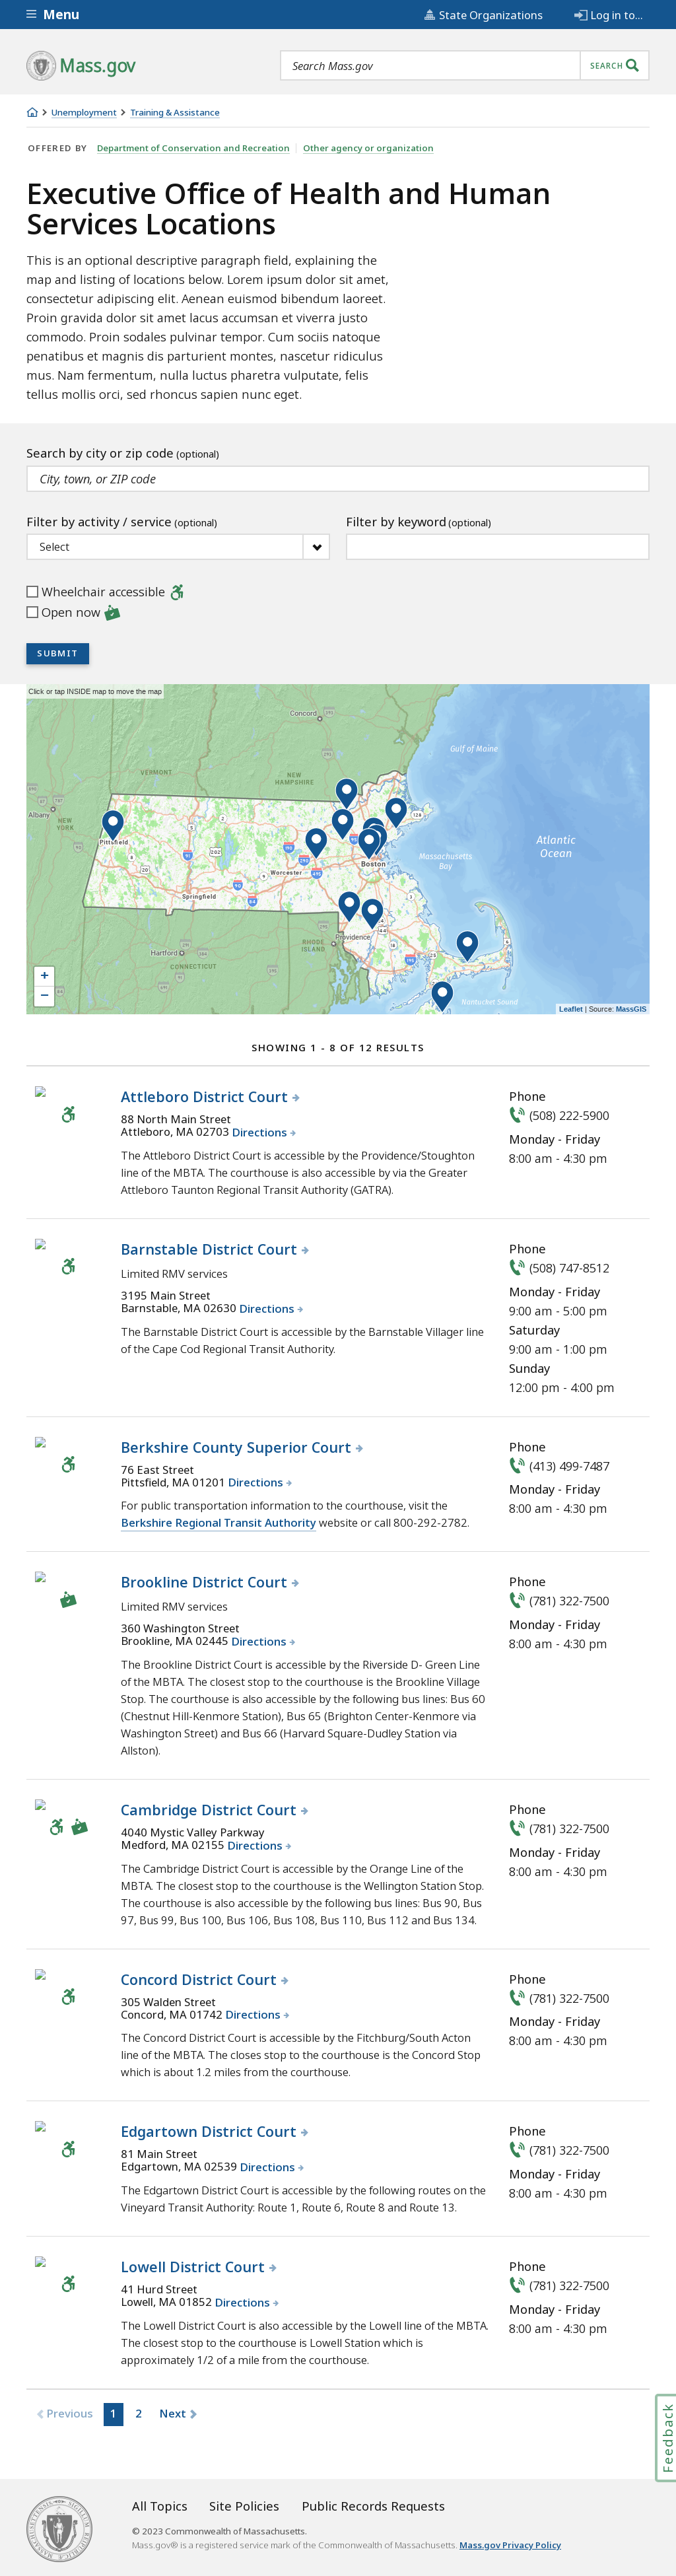 Menu
State Organizations
Log in to...
Mass.gov
Search Mass.gov
SEARCH
Unemployment
Training & Assistance
OFFERED BY
Department of Conservation and Recreation
Other agency or organization
Executive Office of Health and Human
Services Locations
This is an optional descriptive paragraph field, explaining the
map and listing of locations below. Lorem ipsum dolor sit amet,
consectetur adipiscing elit. Aenean euismod bibendum laoreet.
Proin gravida dolor sit amet lacus accumsan et viverra justo
commodo. Proin sodales pulvinar tempor. Cum sociis natoque
penatibus et magnis dis parturient montes, nascetur ridiculus
mus. Nam fermentum, nulla luctus pharetra vulputate, felis
tellus mollis orci, sed rhoncus sapien nunc eget.
Search by city or zip code (optional)
City, town, or ZIP code
Filter by activity / service (optional)
Filter by keyword (optional)
Select
Wheelchair accessible
Open now
SUBMIT
Click or tap INSIDE map to move the map
Concord
Gulf of Maine
VERMONT
NEW
HAMPSHIRE
Albany
NEW
YORK
Pittsfield
Boston
Atlantic
Ocean
Massachusetts
Bay
Worcester
Springfield
Providence
RHODE
ISLAND
Hartford
CONNECTICUT
Nantucket Sound
+
−
Leaflet | Source: MassGIS
SHOWING 1 - 8 OF 12 RESULTS
Attleboro District Court
88 North Main Street
Attleboro, MA 02703 Directions
The Attleboro District Court is accessible by the Providence/Stoughton
line of the MBTA. The courthouse is also accessible by via the Greater
Attleboro Taunton Regional Transit Authority (GATRA).
Phone
(508) 222-5900
Monday - Friday
8:00 am - 4:30 pm
Barnstable District Court
Limited RMV services
3195 Main Street
Barnstable, MA 02630 Directions
The Barnstable District Court is accessible by the Barnstable Villager line
of the Cape Cod Regional Transit Authority.
Phone
(508) 747-8512
Monday - Friday
9:00 am - 5:00 pm
Saturday
9:00 am - 1:00 pm
Sunday
12:00 pm - 4:00 pm
Berkshire County Superior Court
76 East Street
Pittsfield, MA 01201 Directions
For public transportation information to the courthouse, visit the
Berkshire Regional Transit Authority website or call 800-292-2782.
Phone
(413) 499-7487
Monday - Friday
8:00 am - 4:30 pm
Brookline District Court
Limited RMV services
360 Washington Street
Brookline, MA 02445 Directions
The Brookline District Court is accessible by the Riverside D- Green Line
of the MBTA. The closest stop to the courthouse is the Brookline Village
Stop. The courthouse is also accessible by the following bus lines: Bus 60
(Chestnut Hill-Kenmore Station), Bus 65 (Brighton Center-Kenmore via
Washington Street) and Bus 66 (Harvard Square-Dudley Station via
Allston).
Phone
(781) 322-7500
Monday - Friday
8:00 am - 4:30 pm
Cambridge District Court
4040 Mystic Valley Parkway
Medford, MA 02155 Directions
The Cambridge District Court is accessible by the Orange Line of the
MBTA. The closest stop to the courthouse is the Wellington Station Stop.
The courthouse is also accessible by the following bus lines: Bus 90, Bus
97, Bus 99, Bus 100, Bus 106, Bus 108, Bus 110, Bus 112 and Bus 134.
Phone
(781) 322-7500
Monday - Friday
8:00 am - 4:30 pm
Concord District Court
305 Walden Street
Concord, MA 01742 Directions
The Concord District Court is accessible by the Fitchburg/South Acton
line of the MBTA. The closes stop to the courthouse is the Concord Stop
which is about 1.2 miles from the courthouse.
Phone
(781) 322-7500
Monday - Friday
8:00 am - 4:30 pm
Edgartown District Court
81 Main Street
Edgartown, MA 02539 Directions
The Edgartown District Court is accessible by the following routes on the
Vineyard Transit Authority: Route 1, Route 6, Route 8 and Route 13.
Phone
(781) 322-7500
Monday - Friday
8:00 am - 4:30 pm
Lowell District Court
41 Hurd Street
Lowell, MA 01852 Directions
The Lowell District Court is also accessible by the Lowell line of the MBTA.
The closest stop to the courthouse is Lowell Station which is
approximately 1/2 of a mile from the courthouse.
Phone
(781) 322-7500
Monday - Friday
8:00 am - 4:30 pm
Previous
1
2
Next
Feedback
All Topics
Site Policies
Public Records Requests
© 2023 Commonwealth of Massachusetts.
Mass.gov® is a registered service mark of the Commonwealth of Massachusetts. Mass.gov Privacy Policy